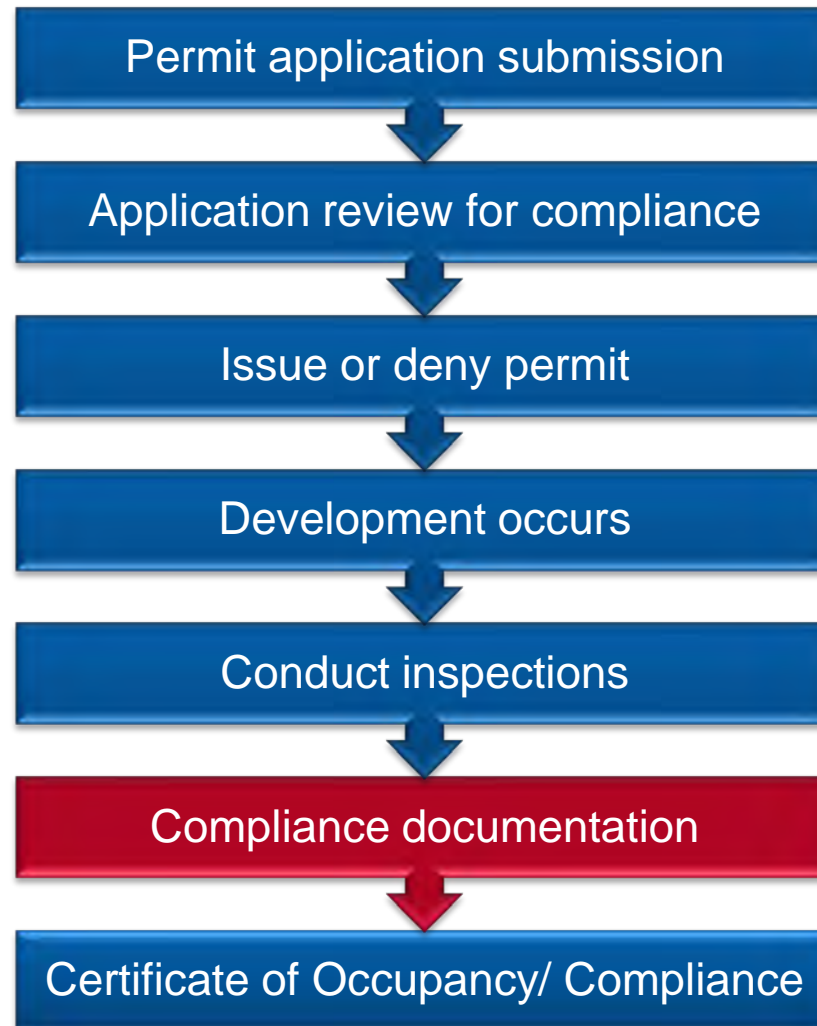 Permit application submission
Application review for compliance
Issue or deny permit
Development occurs
Conduct inspections
Compliance documentation
Certificate of Occupancy/ Compliance